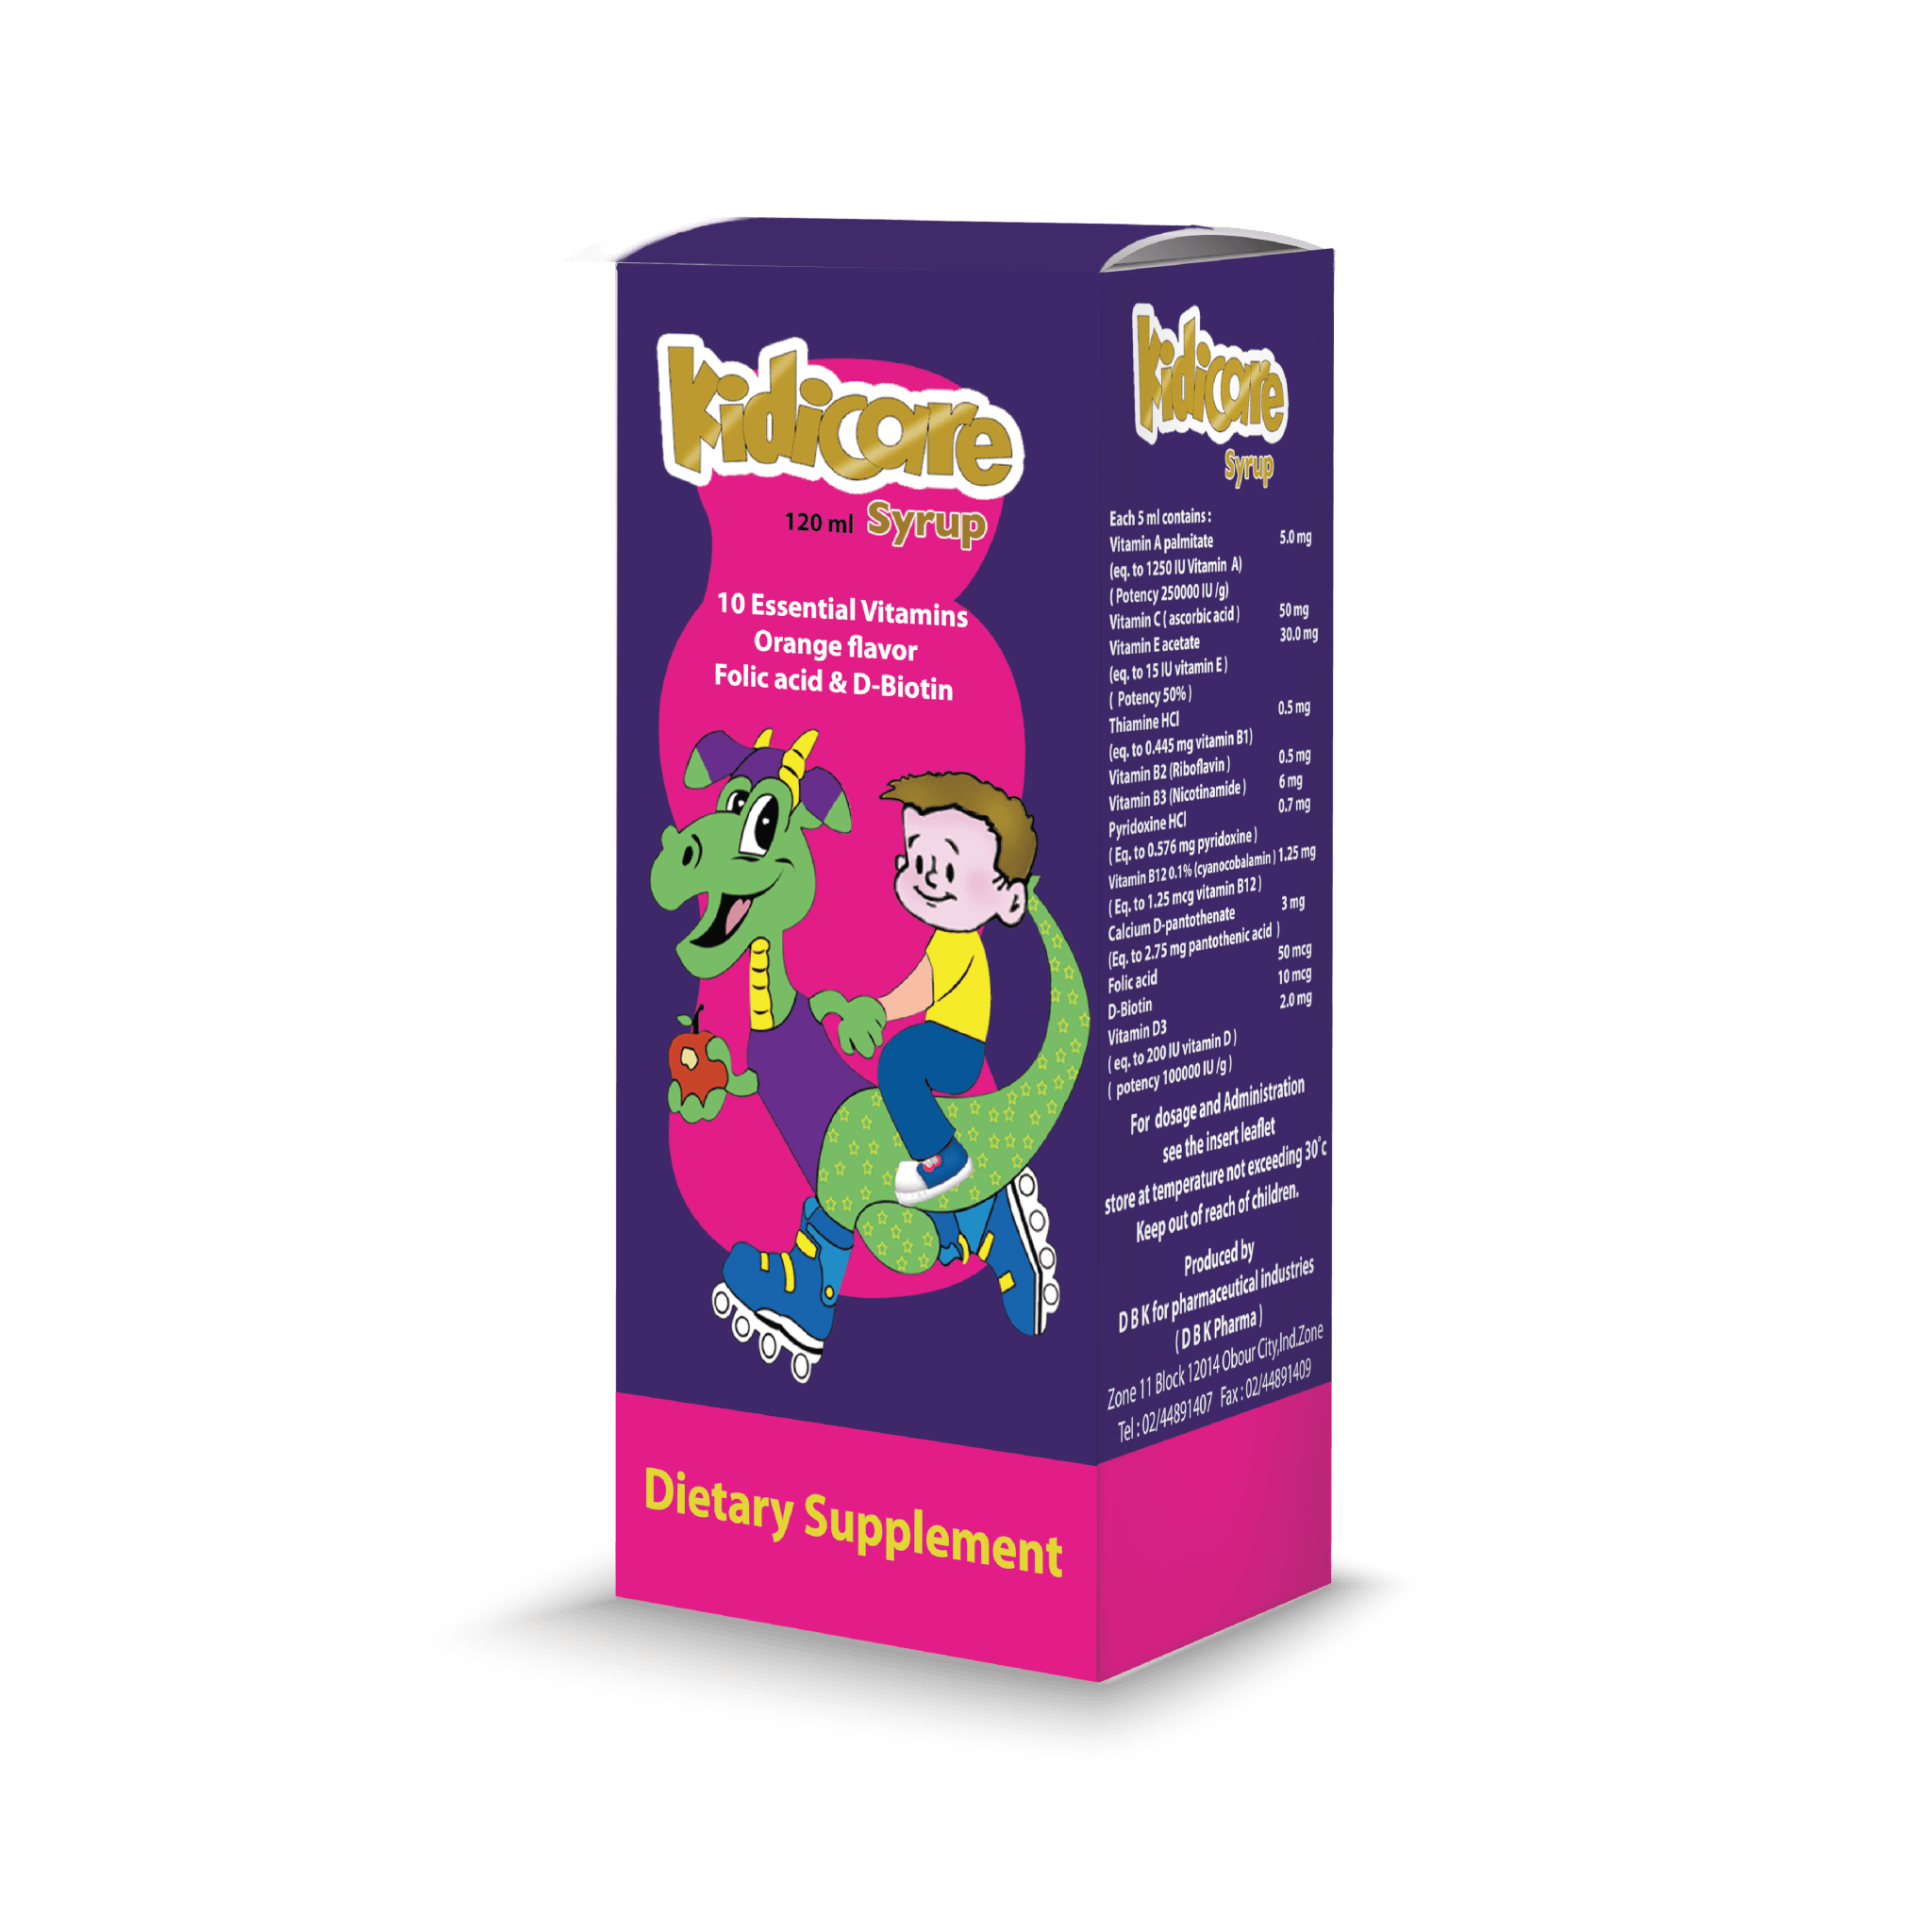 Kidicare
120 ml Syrup
10 Essential Vitamins
Orange flavor
Folic acid & D-Biotin
Dietary Supplement
Kidicare
Syrup
Each 5 ml contains :
Vitamin A palmitate 5.0 mg
(eq. to 1250 IU Vitamin A)
( Potency 250000 IU /g)
Vitamin C ( ascorbic acid ) 50 mg
Vitamin E acetate 30.0 mg
(eq. to 15 IU vitamin E )
( Potency 50% )
Thiamine HCl 0.5 mg
(eq. to 0.445 mg vitamin B1)
Vitamin B2 (Riboflavin ) 0.5 mg
Vitamin B3 (Nicotinamide ) 6 mg
Pyridoxine HCl 0.7 mg
( Eq. to 0.576 mg pyridoxine )
Vitamin B12 0.1% (cyanocobalamin ) 1.25 mg
( Eq. to 1.25 mcg vitamin B12 )
Calcium D-pantothenate 3 mg
(Eq. to 2.75 mg pantothenic acid )
Folic acid 50 mcg
D-Biotin 10 mcg
Vitamin D3 2.0 mg
( eq. to 200 IU vitamin D )
( potency 100000 IU /g )
For dosage and Administration
see the insert leaflet
store at temperature not exceeding 30°c
Keep out of reach of children.
Produced by
D B K for pharmaceutical industries
( D B K Pharma )
Zone 11 Block 12014 Obour City,Ind.Zone
Tel : 02/44891407 Fax : 02/44891409